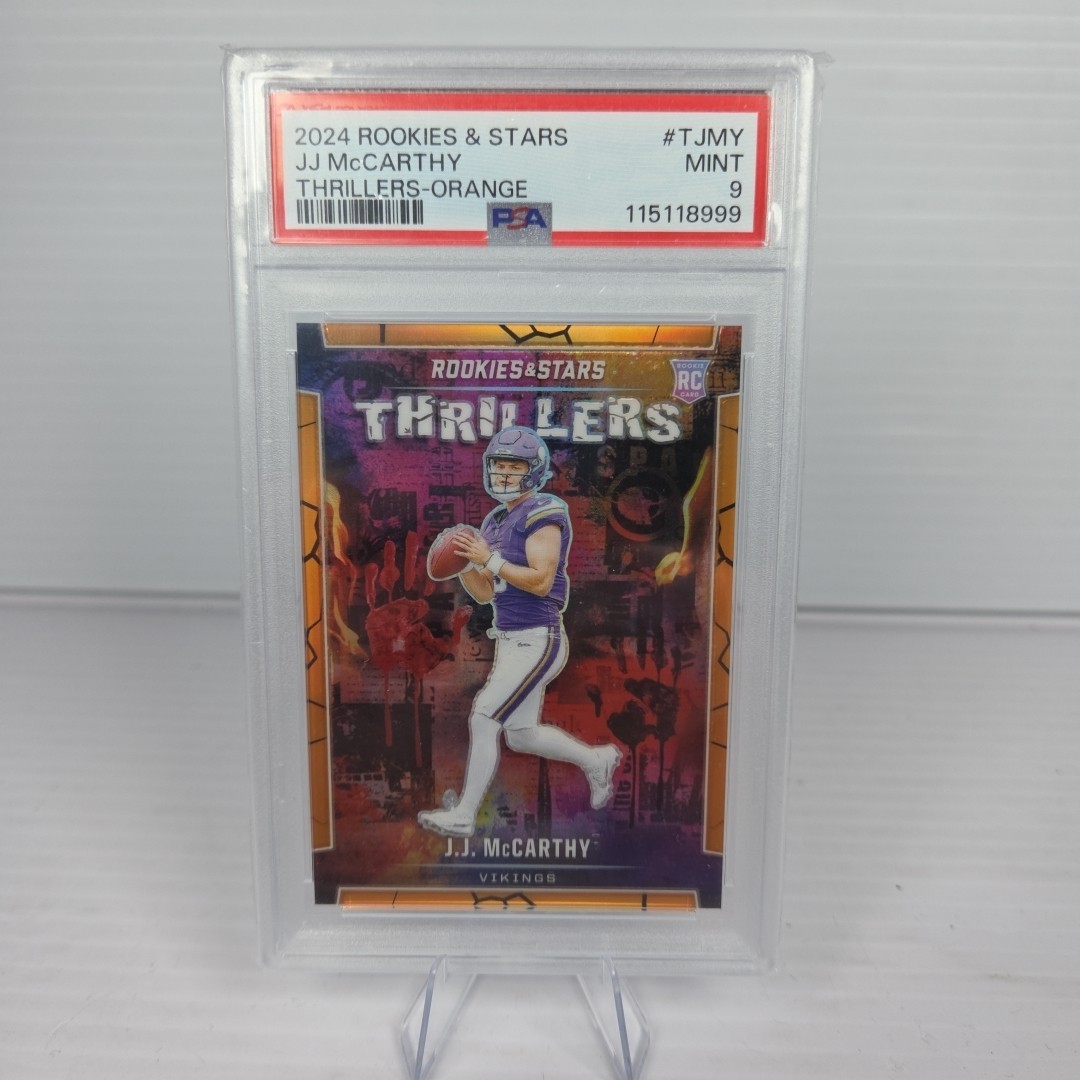 2024 ROOKIES & STARS #TJMY
JJ McCARTHY MINT
THRILLERS-ORANGE 9
PSA 115118999
ROOKIES&STARS
ROOKIE
RC
CARD
THRILLERS
J.J. McCARTHY
VIKINGS